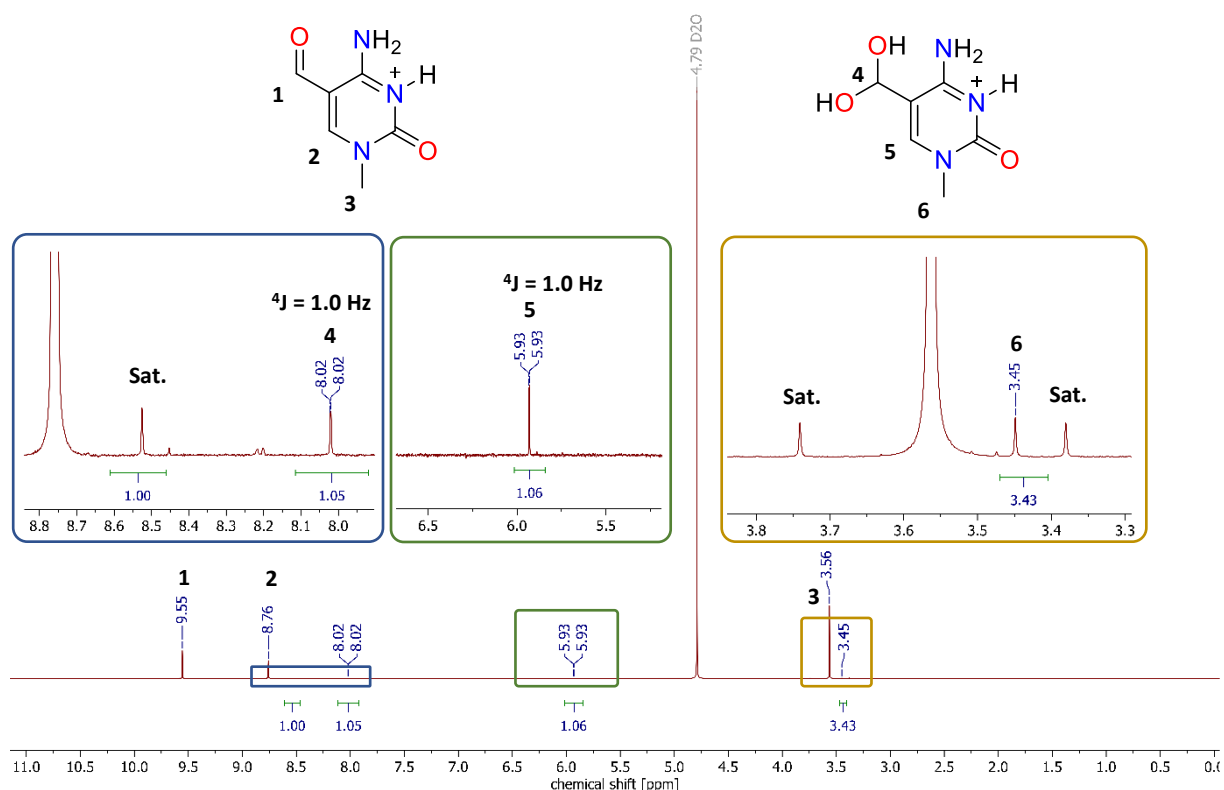 O
NH2
+
H
N
1
2
N
O
3
OH
NH2
4
HO
+
H
N
5
N
O
6
4.79 D2O
⁴J = 1.0 Hz
4
8.02
8.02
Sat.
1.00
1.05
8.8 8.7 8.6 8.5 8.4 8.3 8.2 8.1 8.0
⁴J = 1.0 Hz
5
5.93
5.93
1.06
6.5 6.0 5.5
Sat.
6
3.45
Sat.
3.43
3.8 3.7 3.6 3.5 3.4 3.3
1
9.55
2
8.76
8.02
8.02
5.93
5.93
3
3.56
3.45
1.00
1.05
1.06
3.43
11.0 10.5 10.0 9.5 9.0 8.5 8.0 7.5 7.0 6.5 6.0 5.5 5.0 4.5 4.0 3.5 3.0 2.5 2.0 1.5 1.0 0.5 0.0
chemical shift [ppm]